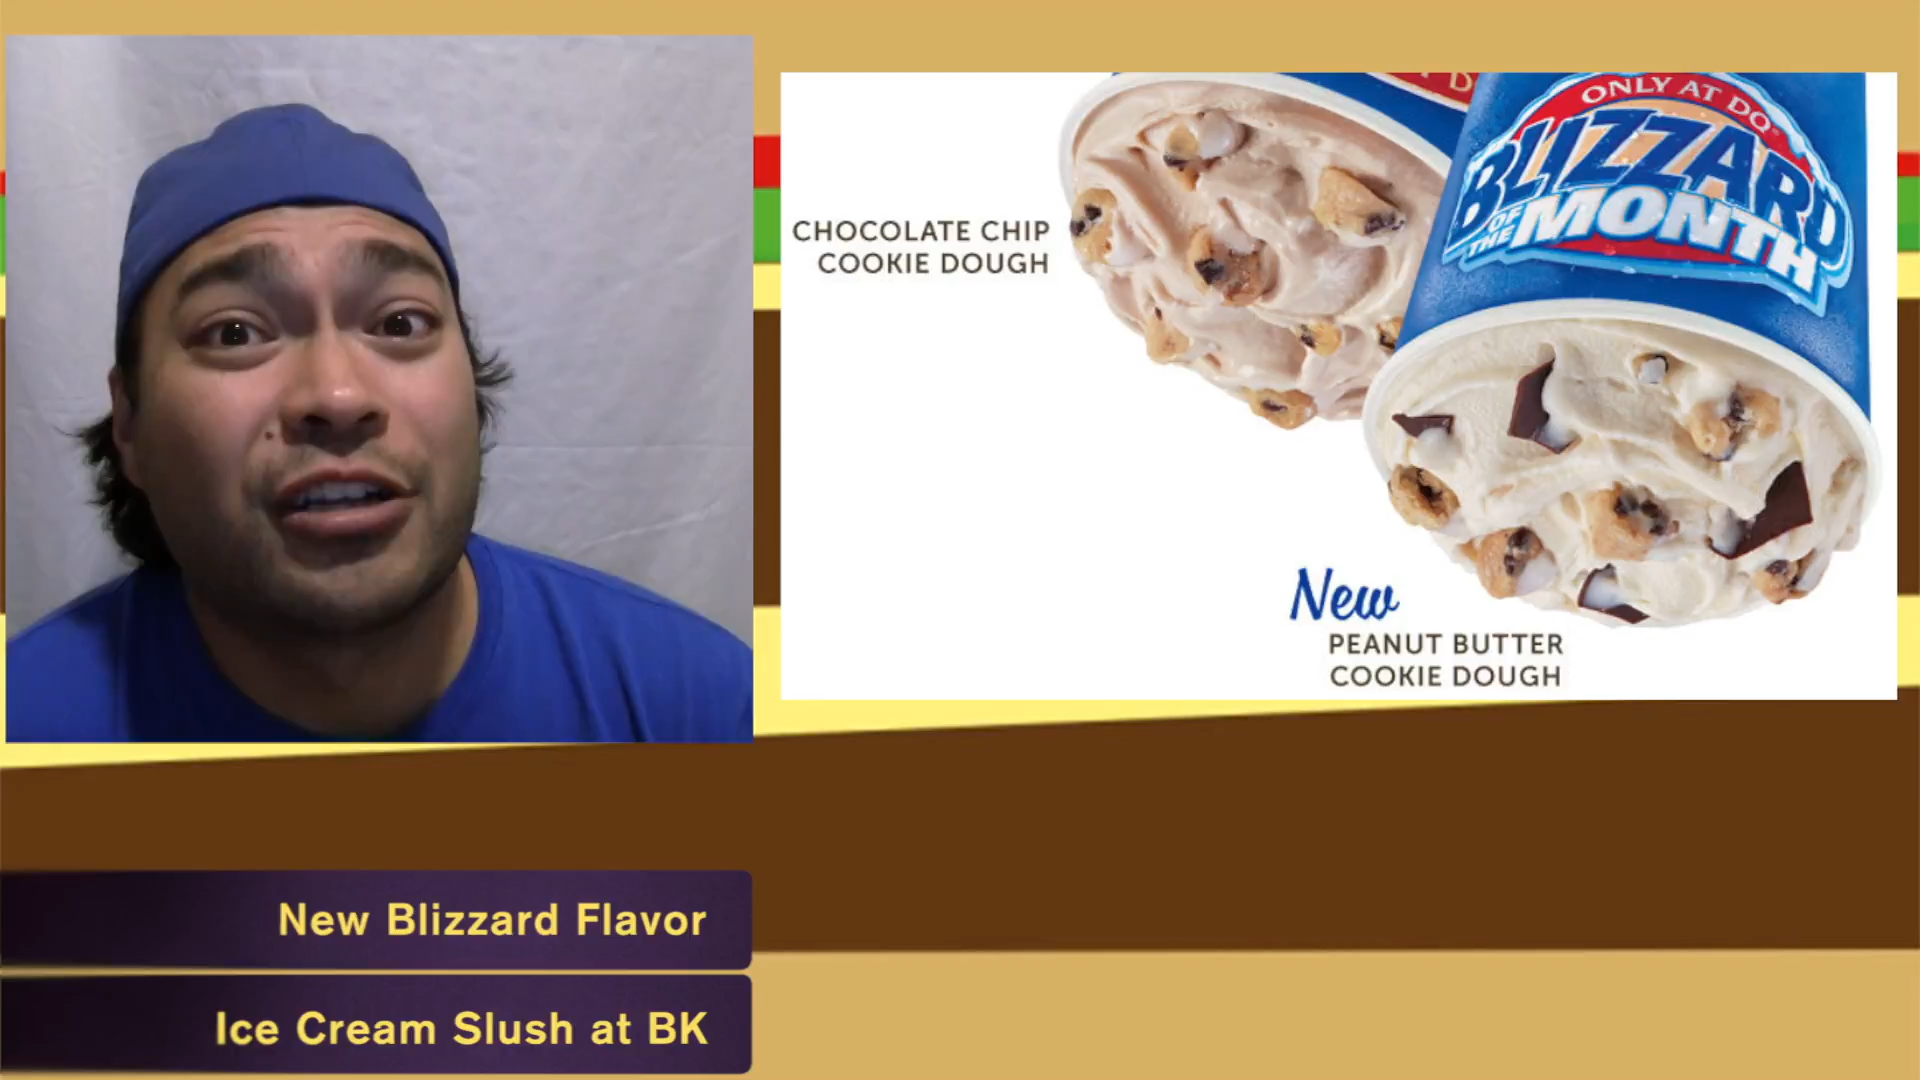 ONLY AT DQ
BLIZZARD
OF THE MONTH
CHOCOLATE CHIP
COOKIE DOUGH
New
PEANUT BUTTER
COOKIE DOUGH
New Blizzard Flavor
Ice Cream Slush at BK